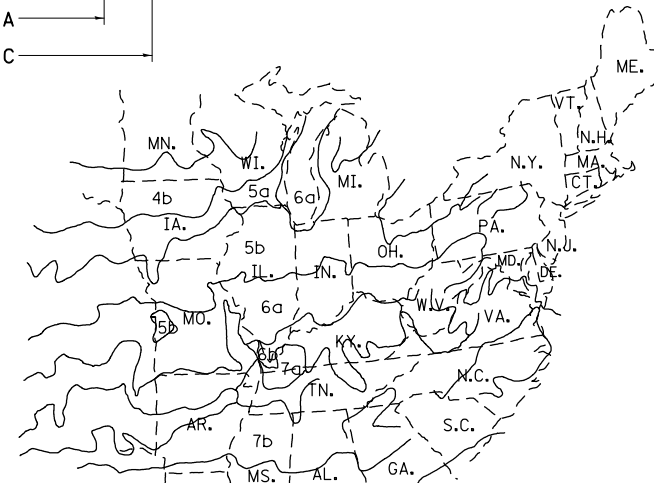 A
C
ME.
VT.
MN.
N.H.
WI.
N.Y.
MA.
MI.
CT.
4b
5a
6a
IA.
PA.
5b
OH.
N.J.
IL.
IN.
MD.
DE.
6a
W.V.
MO.
VA.
5b
KY.
6b
7a
N.C.
TN.
AR.
S.C.
7b
MS.
AL.
GA.